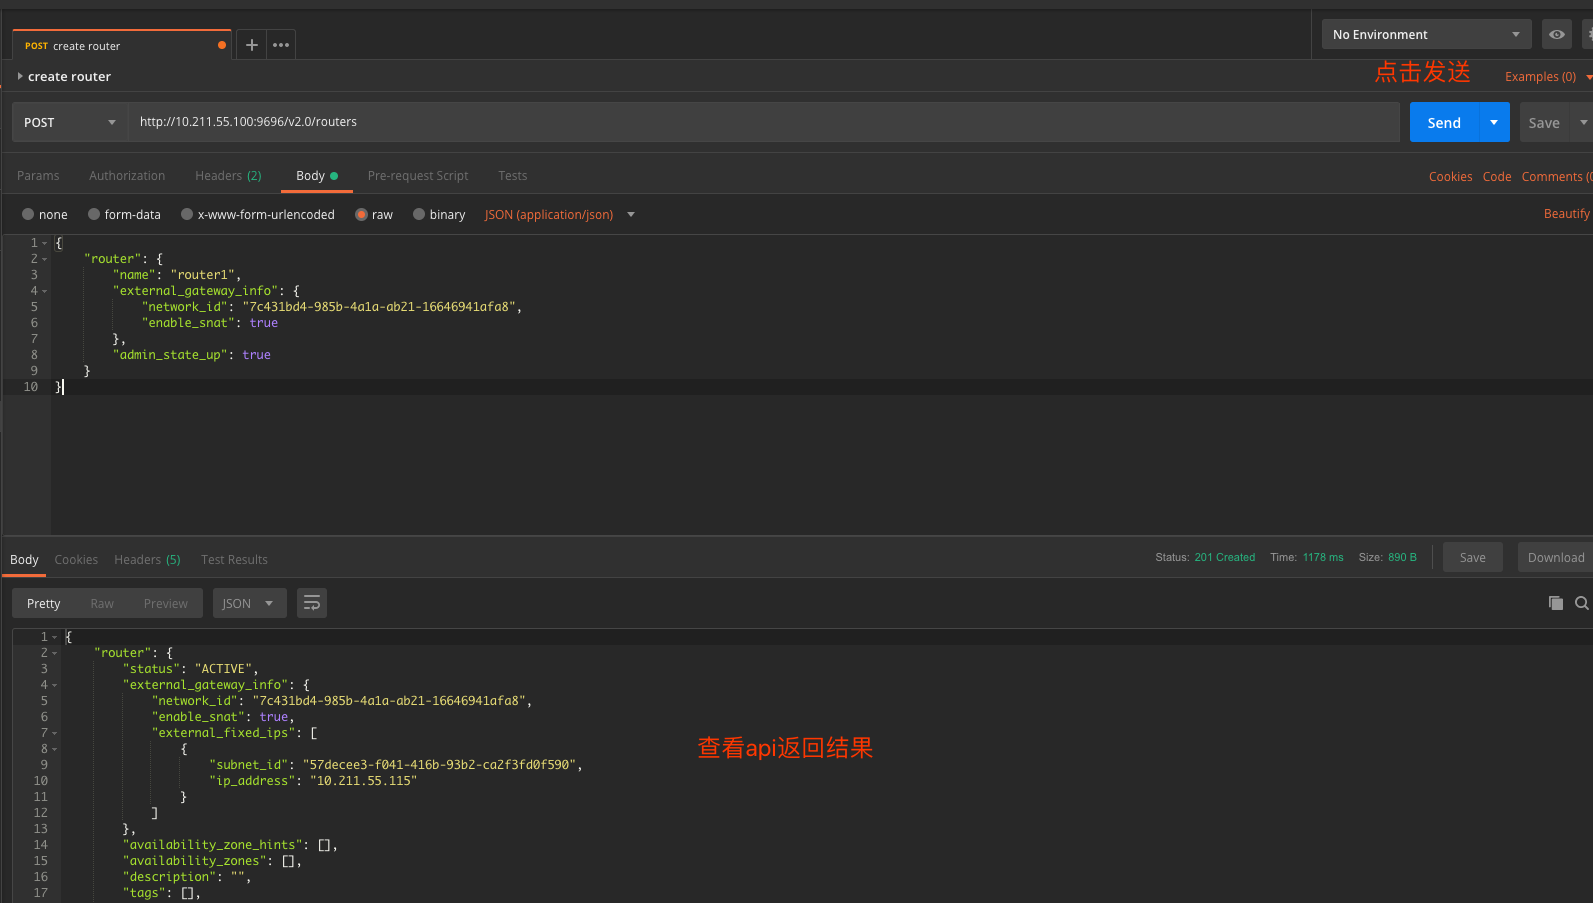 POST create router
No Environment
create router
点击发送
Examples (0)
POST
http://10.211.55.100:9696/v2.0/routers
Send
Save
Params Authorization Headers (2) Body Pre-request Script Tests
Cookies Code Comments (0
none form-data x-www-form-urlencoded raw binary JSON (application/json)
Beautify
1 {
2 "router": {
3 "name": "router1",
4 "external_gateway_info": {
5 "network_id": "7c431bd4-985b-4a1a-ab21-16646941afa8",
6 "enable_snat": true
7 },
8 "admin_state_up": true
9 }
10 }
Body Cookies Headers (5) Test Results
Status: 201 Created Time: 1178 ms Size: 890 B
Save
Download
Pretty Raw Preview JSON
1 {
2 "router": {
3 "status": "ACTIVE",
4 "external_gateway_info": {
5 "network_id": "7c431bd4-985b-4a1a-ab21-16646941afa8",
6 "enable_snat": true,
7 "external_fixed_ips": [
8 {
查看api返回结果
9 "subnet_id": "57decee3-f041-416b-93b2-ca2f3fd0f590",
10 "ip_address": "10.211.55.115"
11 }
12 ]
13 },
14 "availability_zone_hints": [],
15 "availability_zones": [],
16 "description": "",
17 "tags": [],